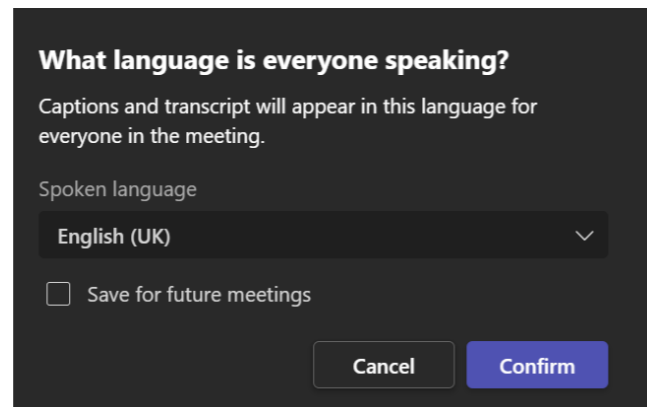 What language is everyone speaking?
Captions and transcript will appear in this language for
everyone in the meeting.
Spoken language
English (UK)
Save for future meetings
Cancel Confirm